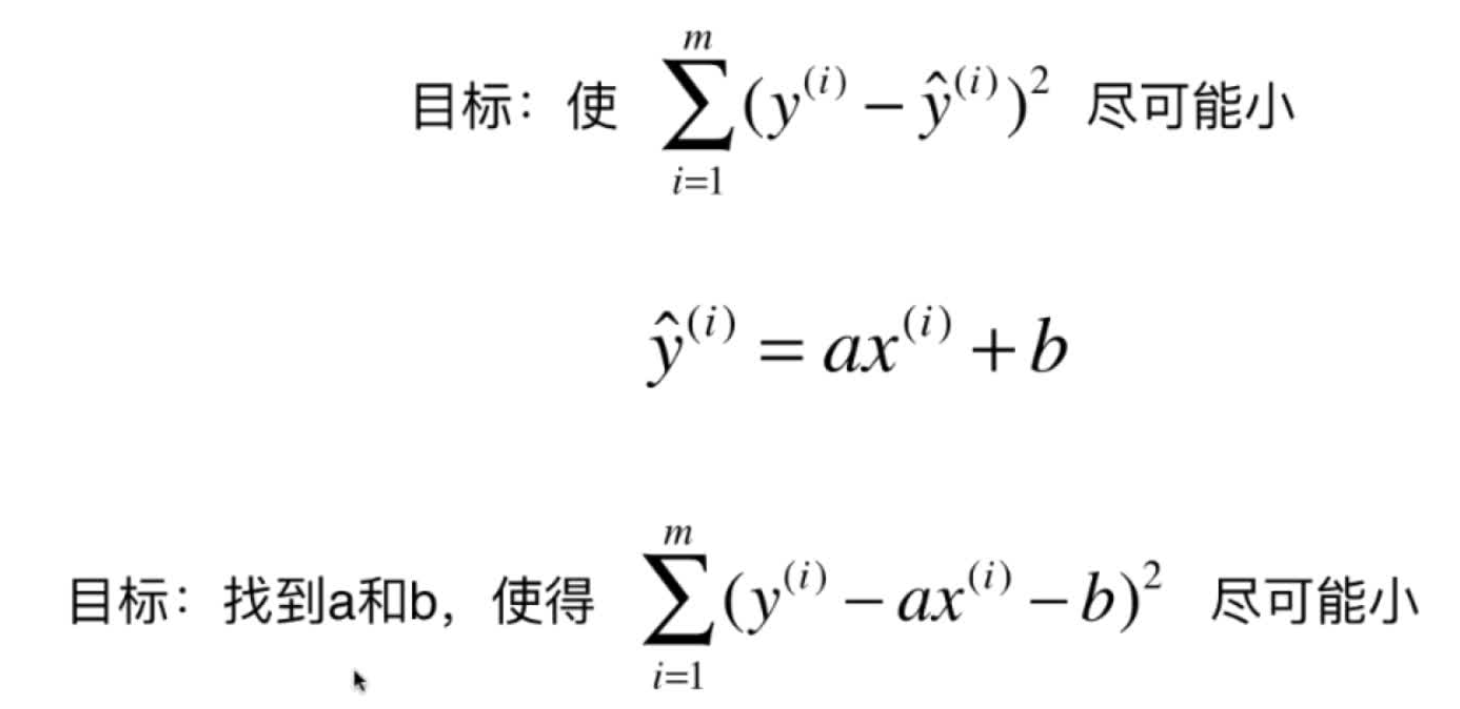 目标：使 $\sum_{i=1}^{m}(y^{(i)} - \hat{y}^{(i)})^2$ 尽可能小
$\hat{y}^{(i)} = ax^{(i)} + b$
目标：找到a和b，使得 $\sum_{i=1}^{m}(y^{(i)} - ax^{(i)} - b)^2$ 尽可能小